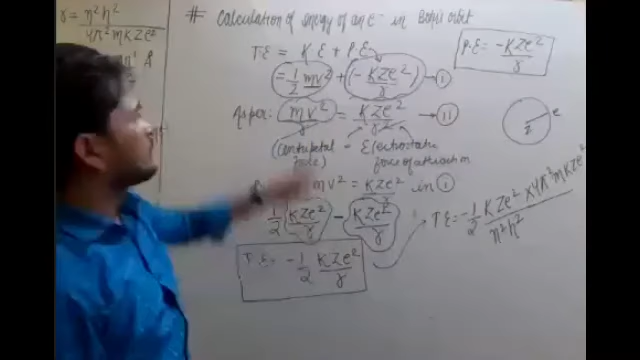 r = n²h²
4π²mKZe²
# Calculation of energy of an e⁻ in Bohr's orbit
P.E = -KZe²/r
TE = K E + P E
= 1/2 mv² + (-KZe²/r) - I
As per: mv²/r = KZe²/r² - II
(Centripetal force) = Electrostatic force of attraction
e
z
mv² = KZe²/r in I
1/2 KZe²/r - KZe²/r
T.E = -1/2 KZe²/r
T E = -1/2 KZe² × 4π²mKZe²/n²h²